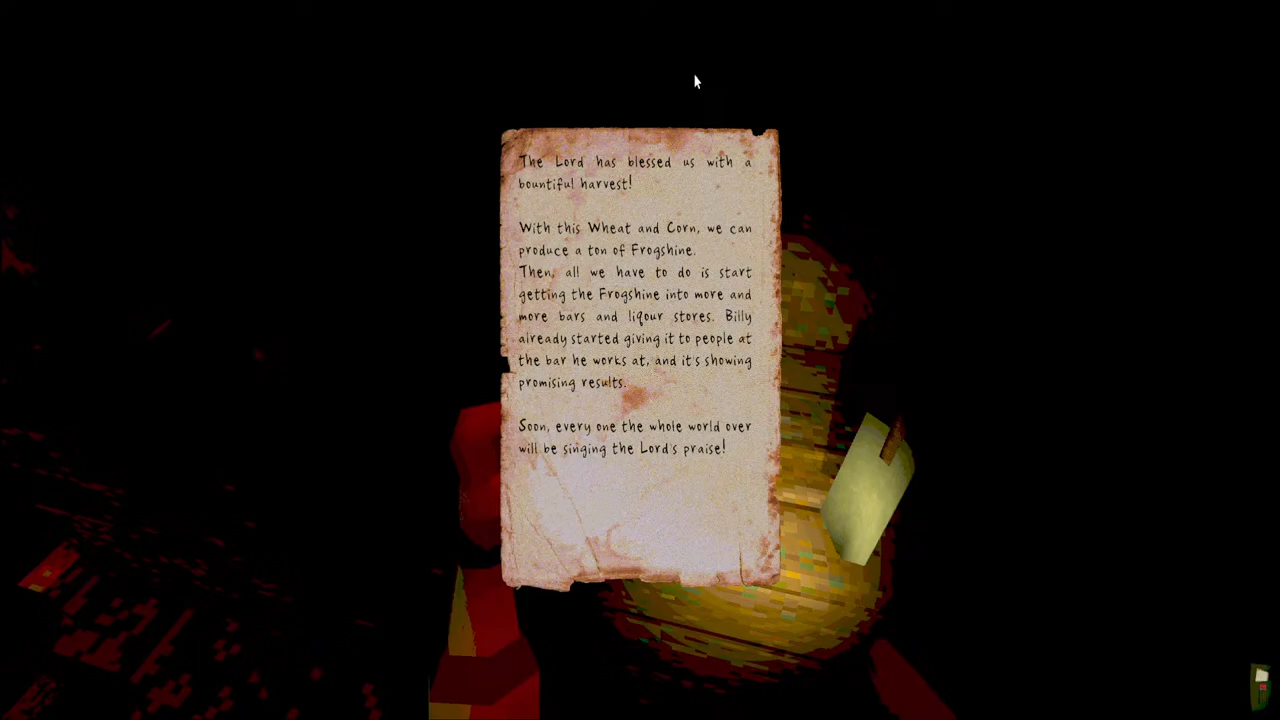 The Lord has blessed us with a
bountiful harvest!
With this Wheat and Corn, we can
produce a ton of Frogshine.
Then, all we have to do is start
getting the Frogshine into more and
more bars and liqour stores. Billy
already started giving it to people at
the bar he works at, and it's showing
promising results.
Soon, every one the whole world over
will be singing the Lord's praise!